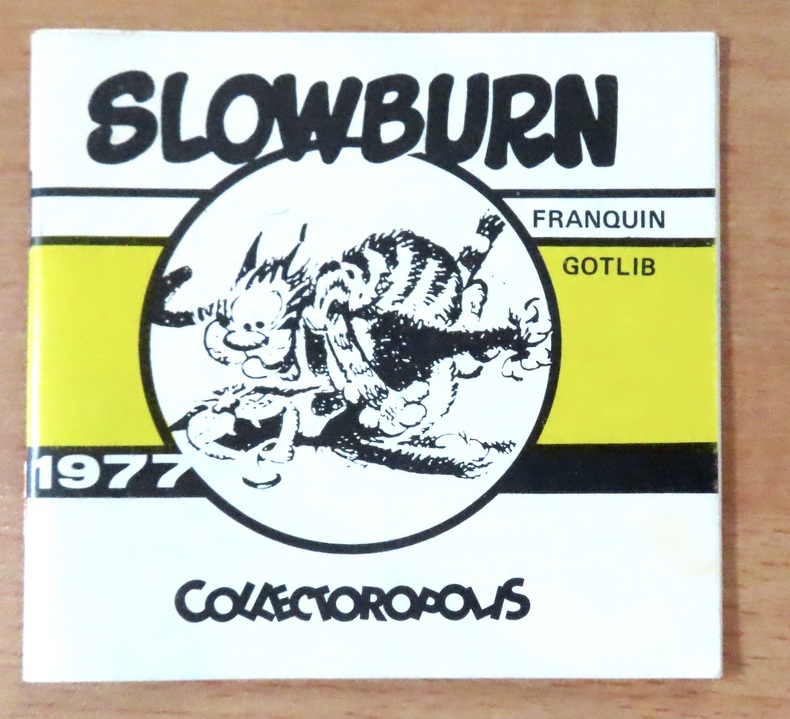 SLOWBURN
FRANQUIN
GOTLIB
1977
COLLECTOROPOLIS